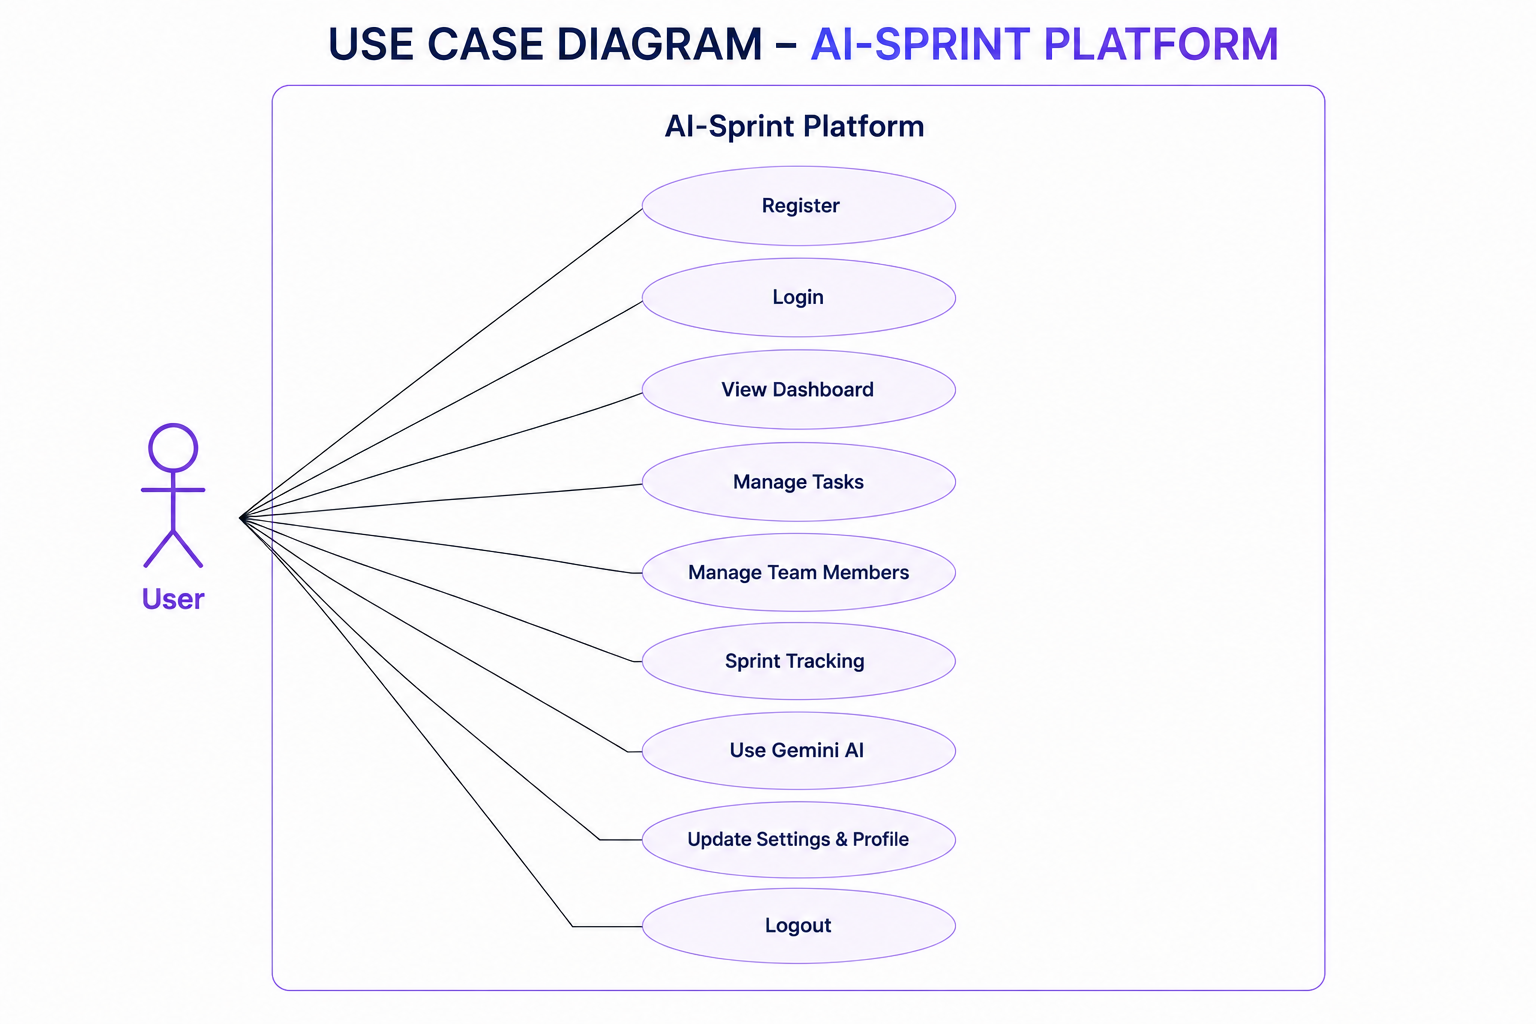 USE CASE DIAGRAM – AI-SPRINT PLATFORM
AI-Sprint Platform
Register
Login
View Dashboard
Manage Tasks
Manage Team Members
Sprint Tracking
Use Gemini AI
Update Settings & Profile
Logout
User